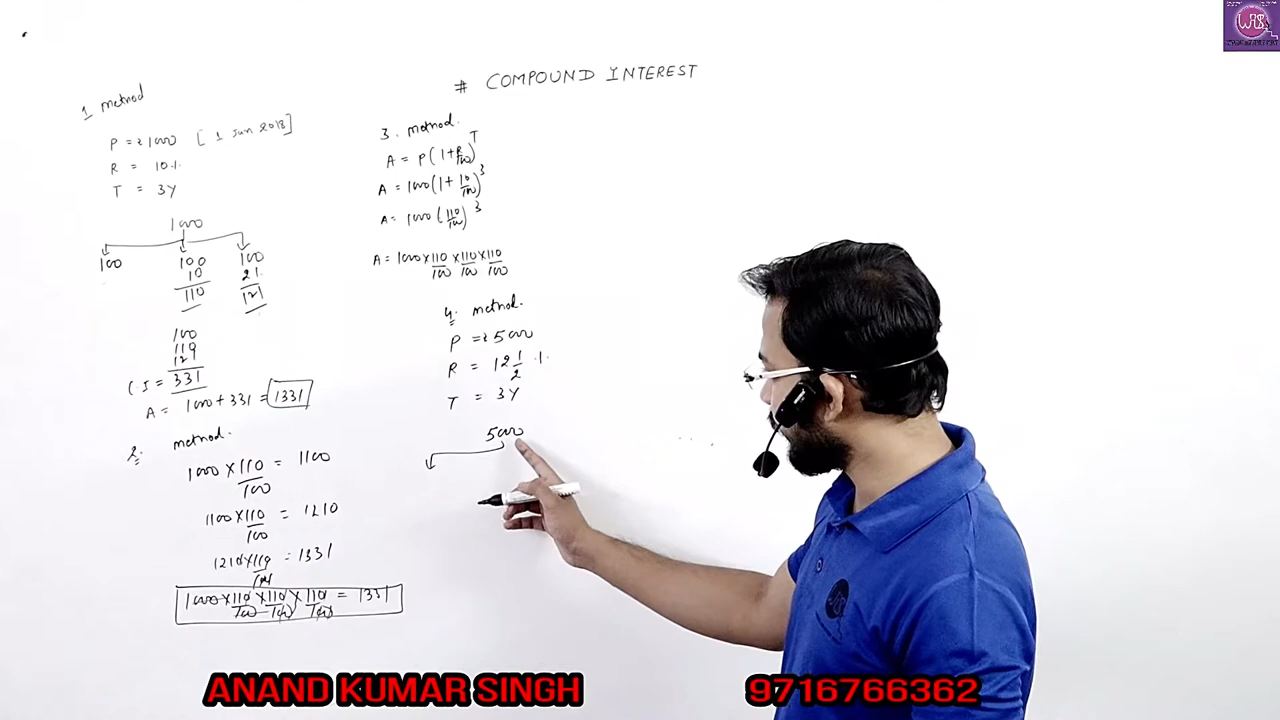 # COMPOUND INTEREST
1 method
P = ₹ 1000 [ 1 Jan 2018]
R = 10%
T = 3Y
1000
100 100 100
10 21
110 121
100
110
121
C.I = 331
A = 1000 + 331 = 1331
2. method.
1000 × 110/100 = 1100
1100 × 110/100 = 1210
1210 × 110/100 = 1331
1000 × 110/100 × 110/100 × 110/100 = 1331
3. method.
A = P(1+R/100)^T
A = 1000(1+10/100)^3
A = 1000(110/100)^3
A = 1000 × 110/100 × 110/100 × 110/100
4. method.
P = ₹ 5000
R = 12 1/2 %
T = 3Y
5000
ANAND KUMAR SINGH 9716766362